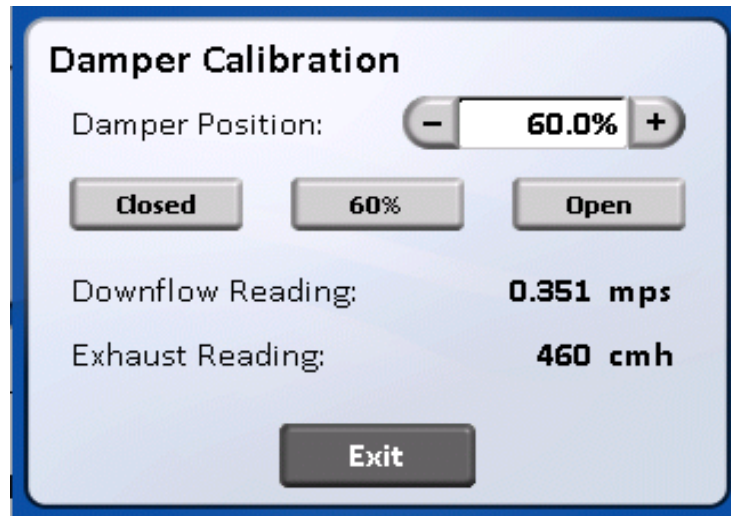 Damper Calibration
Damper Position: - 60.0% +
Closed 60% Open
Downflow Reading: 0.351 mps
Exhaust Reading: 460 cmh
Exit